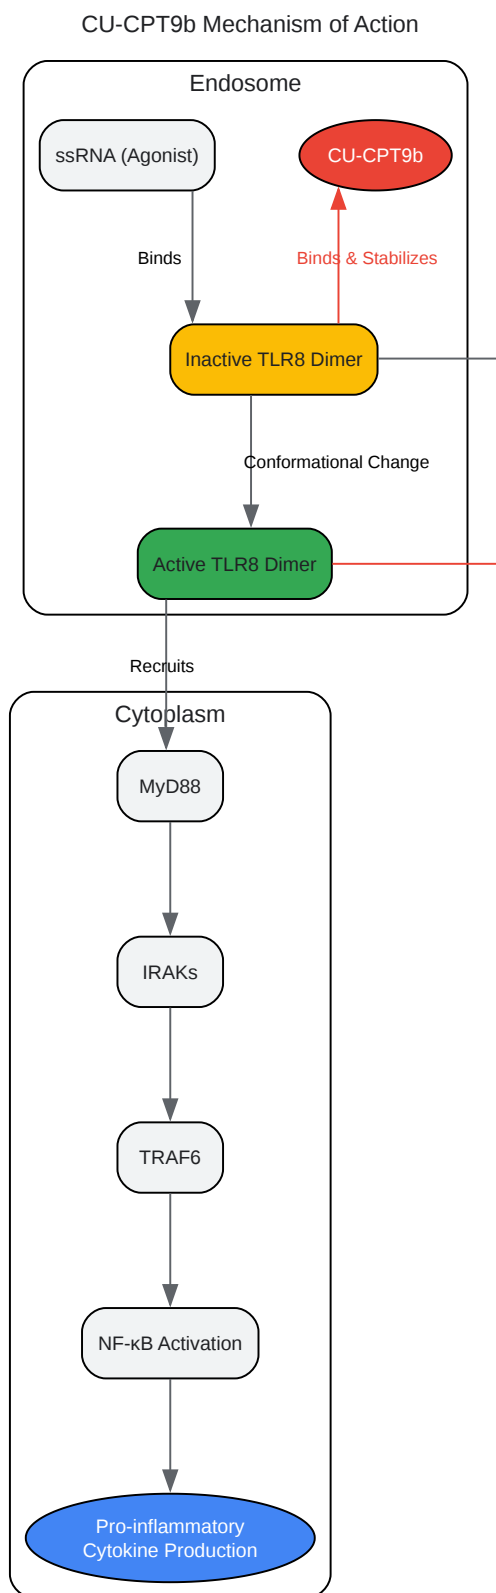 CU-CPT9b Mechanism of Action
Endosome
ssRNA (Agonist)
CU-CPT9b
Binds
Binds & Stabilizes
Inactive TLR8 Dimer
Conformational Change
Active TLR8 Dimer
Recruits
Cytoplasm
MyD88
IRAKs
TRAF6
NF-κB Activation
Pro-inflammatory
Cytokine Production